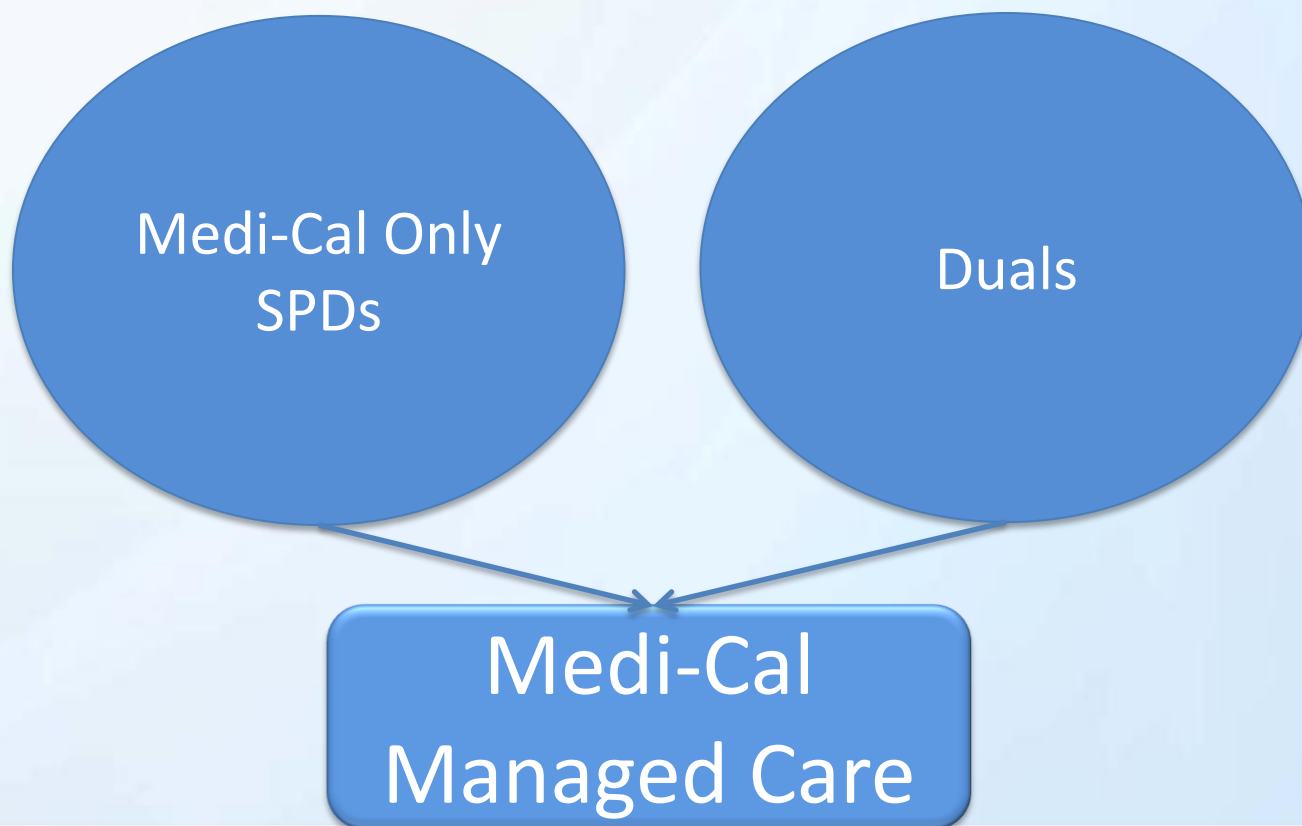 Medi-Cal Only
SPDs
Duals
Medi-Cal
Managed Care